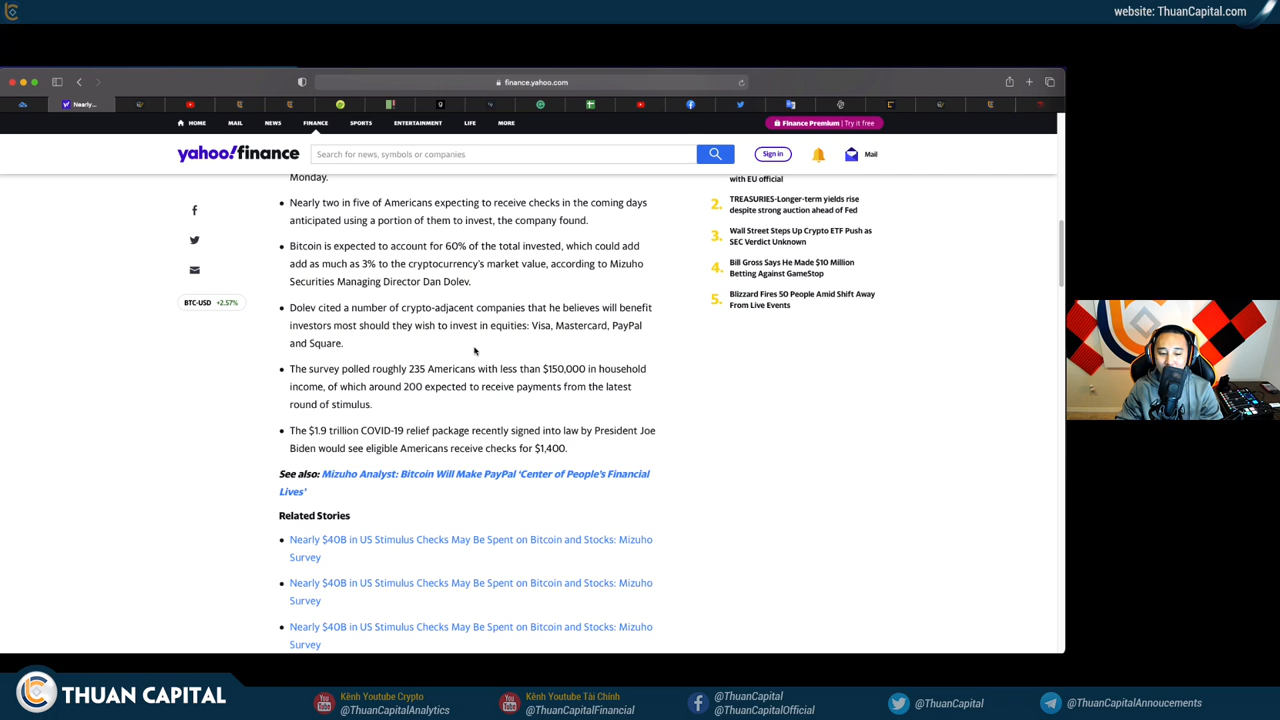 website: ThuanCapital.com
finance.yahoo.com
Nearly...
HOME MAIL NEWS FINANCE SPORTS ENTERTAINMENT LIFE MORE
Finance Premium | Try it free
yahoo!finance
Search for news, symbols or companies
Sign in
Mail
Monday.
Nearly two in five of Americans expecting to receive checks in the coming days
anticipated using a portion of them to invest, the company found.
Bitcoin is expected to account for 60% of the total invested, which could add
add as much as 3% to the cryptocurrency's market value, according to Mizuho
Securities Managing Director Dan Dolev.
BTC-USD +2.57%
Dolev cited a number of crypto-adjacent companies that he believes will benefit
investors most should they wish to invest in equities: Visa, Mastercard, PayPal
and Square.
The survey polled roughly 235 Americans with less than $150,000 in household
income, of which around 200 expected to receive payments from the latest
round of stimulus.
The $1.9 trillion COVID-19 relief package recently signed into law by President Joe
Biden would see eligible Americans receive checks for $1,400.
See also: Mizuho Analyst: Bitcoin Will Make PayPal 'Center of People's Financial
Lives'
Related Stories
Nearly $40B in US Stimulus Checks May Be Spent on Bitcoin and Stocks: Mizuho
Survey
Nearly $40B in US Stimulus Checks May Be Spent on Bitcoin and Stocks: Mizuho
Survey
Nearly $40B in US Stimulus Checks May Be Spent on Bitcoin and Stocks: Mizuho
Survey
with EU official
2. TREASURIES-Longer-term yields rise
despite strong auction ahead of Fed
3. Wall Street Steps Up Crypto ETF Push as
SEC Verdict Unknown
4. Bill Gross Says He Made $10 Million
Betting Against GameStop
5. Blizzard Fires 50 People Amid Shift Away
From Live Events
THUAN CAPITAL
Kênh Youtube Crypto
@ThuanCapitalAnalytics
Kênh Youtube Tài Chính
@ThuanCapitalFinancial
@ThuanCapital
@ThuanCapitalOfficial
@ThuanCapital
@ThuanCapitalAnnoucements